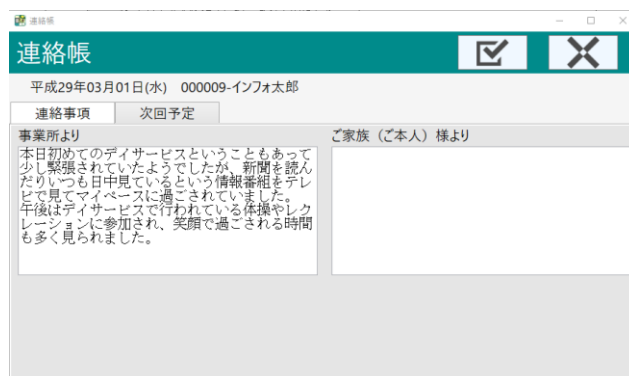 連絡帳
連絡帳
平成29年03月01日(水) 000009-インフォ太郎
連絡事項 次回予定
事業所より
本日初めてのデイサービスということもあって
少し緊張されていたようでしたが、新聞を読ん
だりいつも日中見ているという情報番組をテレ
ビで見てマイペースに過ごされていました。
午後はデイサービスで行われている体操やレク
レーションに参加され、笑顔で過ごされる時間
も多く見られました。
ご家族（ご本人）様より